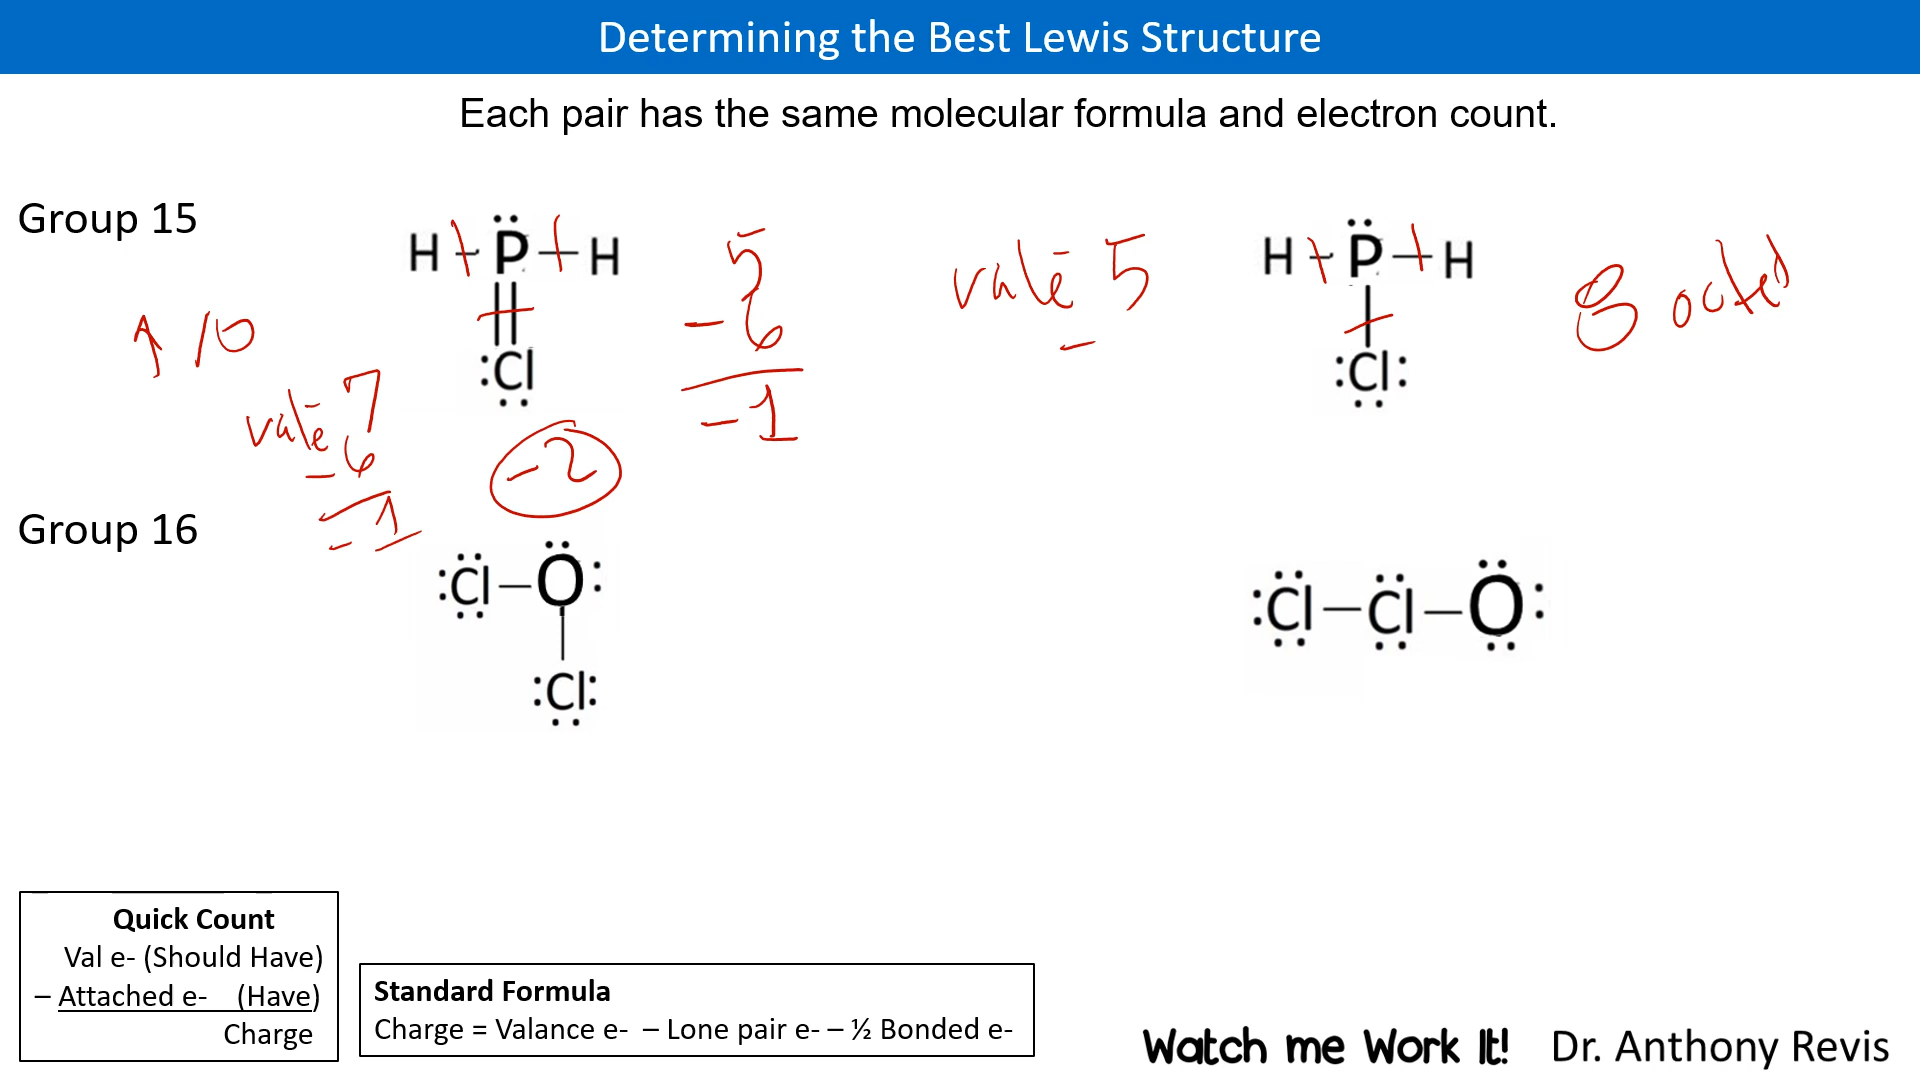 Determining the Best Lewis Structure
Each pair has the same molecular formula and electron count.
Group 15
H – P – H
Cl
↑ 10
val e⁻ 7
– 6
– 1
– 2
5
– 6
– 1
val e⁻ 5
–
H – P – H
Cl
8 octet
Group 16
Cl – O
Cl
Cl – Cl – O
Quick Count
Val e- (Should Have)
– Attached e- (Have)
Charge
Standard Formula
Charge = Valance e- – Lone pair e- – ½ Bonded e-
Watch me Work It! Dr. Anthony Revis